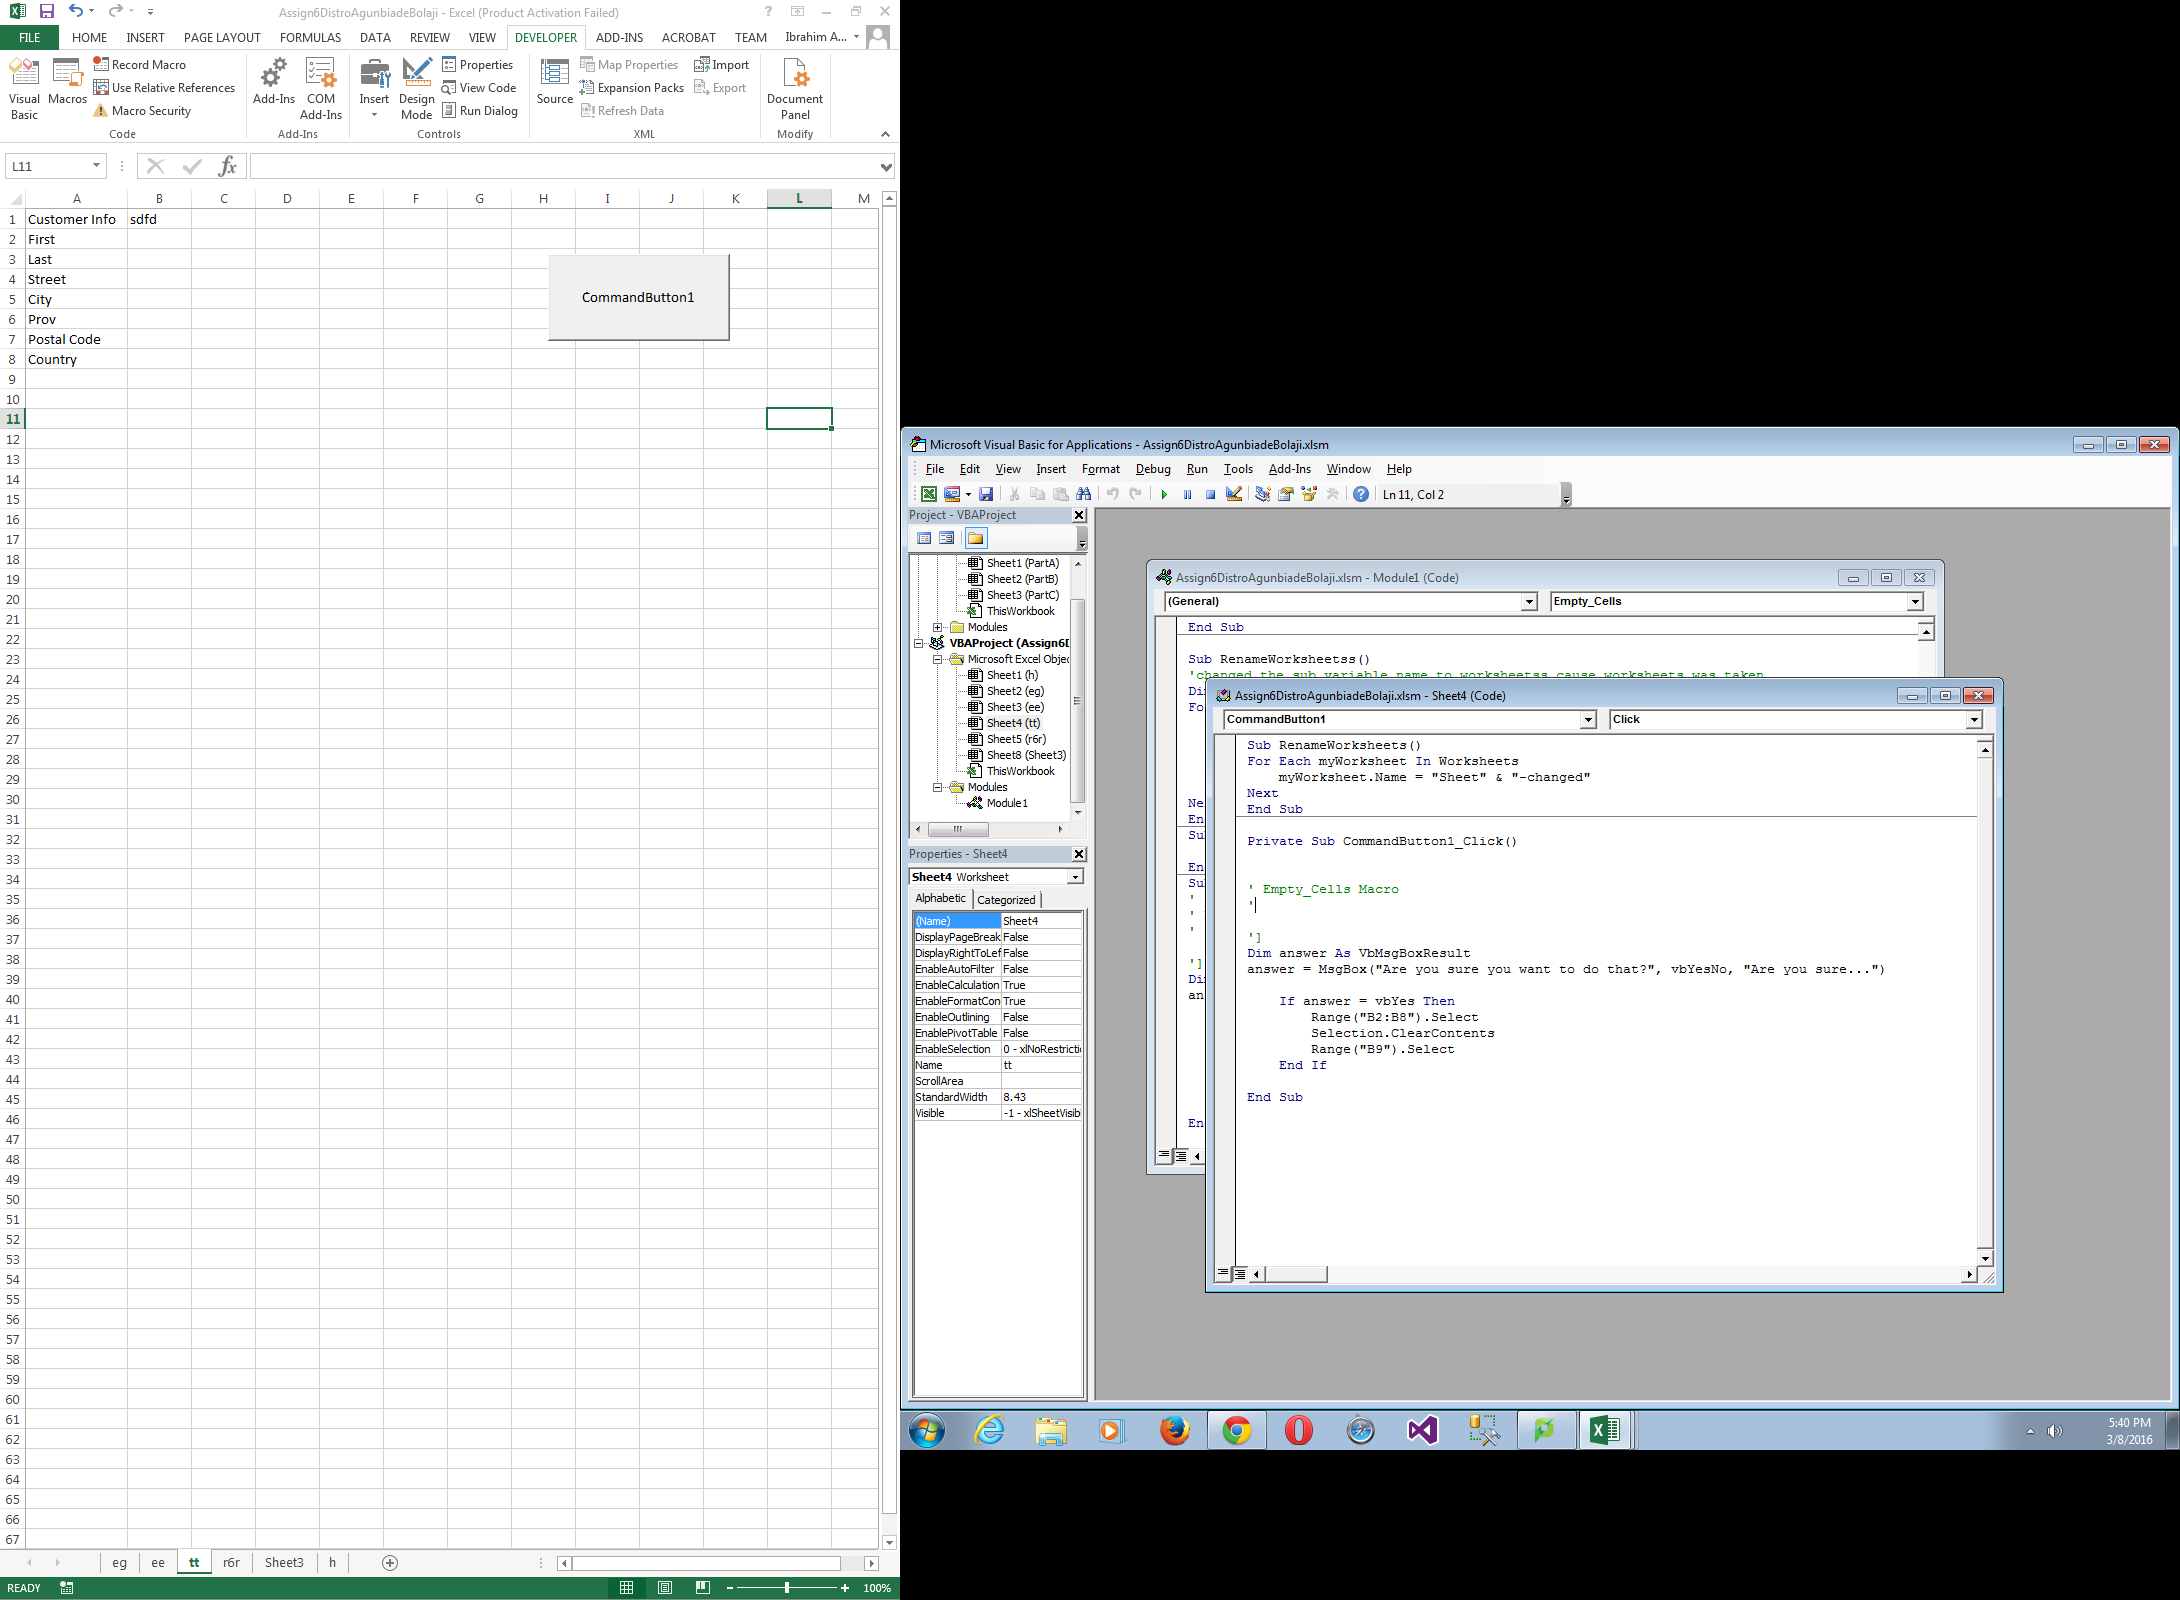 Assign6DistroAgunbiadeBolaji - Excel (Product Activation Failed)
FILE HOME INSERT PAGE LAYOUT FORMULAS DATA REVIEW VIEW DEVELOPER ADD-INS ACROBAT TEAM Ibrahim A...
Visual Basic
Macros
Record Macro
Use Relative References
Macro Security
Code
Add-Ins
COM Add-Ins
Add-Ins
Insert
Design Mode
Properties
View Code
Run Dialog
Controls
Source
Map Properties
Expansion Packs
Refresh Data
Import
Export
XML
Document Panel
Modify
L11
fx
A B C D E F G H I J K L M
1 Customer Info sdfd
2 First
3 Last
4 Street
5 City
6 Prov
7 Postal Code
8 Country
CommandButton1
9
10
11
12
13
14
15
16
17
18
19
20
21
22
23
24
25
26
27
28
29
30
31
32
33
34
35
36
37
38
39
40
41
42
43
44
45
46
47
48
49
50
51
52
53
54
55
56
57
58
59
60
61
62
63
64
65
66
67
eg ee tt r6r Sheet3 h
READY
100%
Microsoft Visual Basic for Applications - Assign6DistroAgunbiadeBolaji.xlsm
File Edit View Insert Format Debug Run Tools Add-Ins Window Help
Ln 11, Col 2
Project - VBAProject
Sheet1 (PartA)
Sheet2 (PartB)
Sheet3 (PartC)
ThisWorkbook
Modules
VBAProject (Assign6D
Microsoft Excel Objec
Sheet1 (h)
Sheet2 (eg)
Sheet3 (ee)
Sheet4 (tt)
Sheet5 (r6r)
Sheet8 (Sheet3)
ThisWorkbook
Modules
Module1
Properties - Sheet4
Sheet4 Worksheet
Alphabetic Categorized
(Name) Sheet4
DisplayPageBreak False
DisplayRightToLef False
EnableAutoFilter False
EnableCalculation True
EnableFormatCon True
EnableOutlining False
EnablePivotTable False
EnableSelection 0 - xlNoRestrictio
Name tt
ScrollArea
StandardWidth 8.43
Visible -1 - xlSheetVisibl
Assign6DistroAgunbiadeBolaji.xlsm - Module1 (Code)
(General) Empty_Cells
End Sub
Sub RenameWorksheetss()
'changed the sub variable name to worksheetss cause worksheets was taken
Di
Fo
Ne
En
Su
En
Su
'
'
'
']
Di
an
En
Assign6DistroAgunbiadeBolaji.xlsm - Sheet4 (Code)
CommandButton1 Click
Sub RenameWorksheets()
For Each myWorksheet In Worksheets
myWorksheet.Name = "Sheet" & "-changed"
Next
End Sub
Private Sub CommandButton1_Click()
' Empty_Cells Macro
'
']
Dim answer As VbMsgBoxResult
answer = MsgBox("Are you sure you want to do that?", vbYesNo, "Are you sure...")
If answer = vbYes Then
Range("B2:B8").Select
Selection.ClearContents
Range("B9").Select
End If
End Sub
5:40 PM
3/8/2016